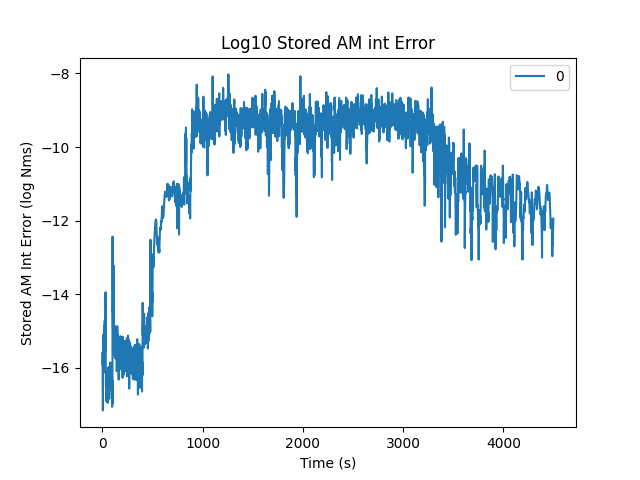 Log10 Stored AM int Error
0
Stored AM Int Error (log Nms)
−8
−10
−12
−14
−16
0 1000 2000 3000 4000
Time (s)